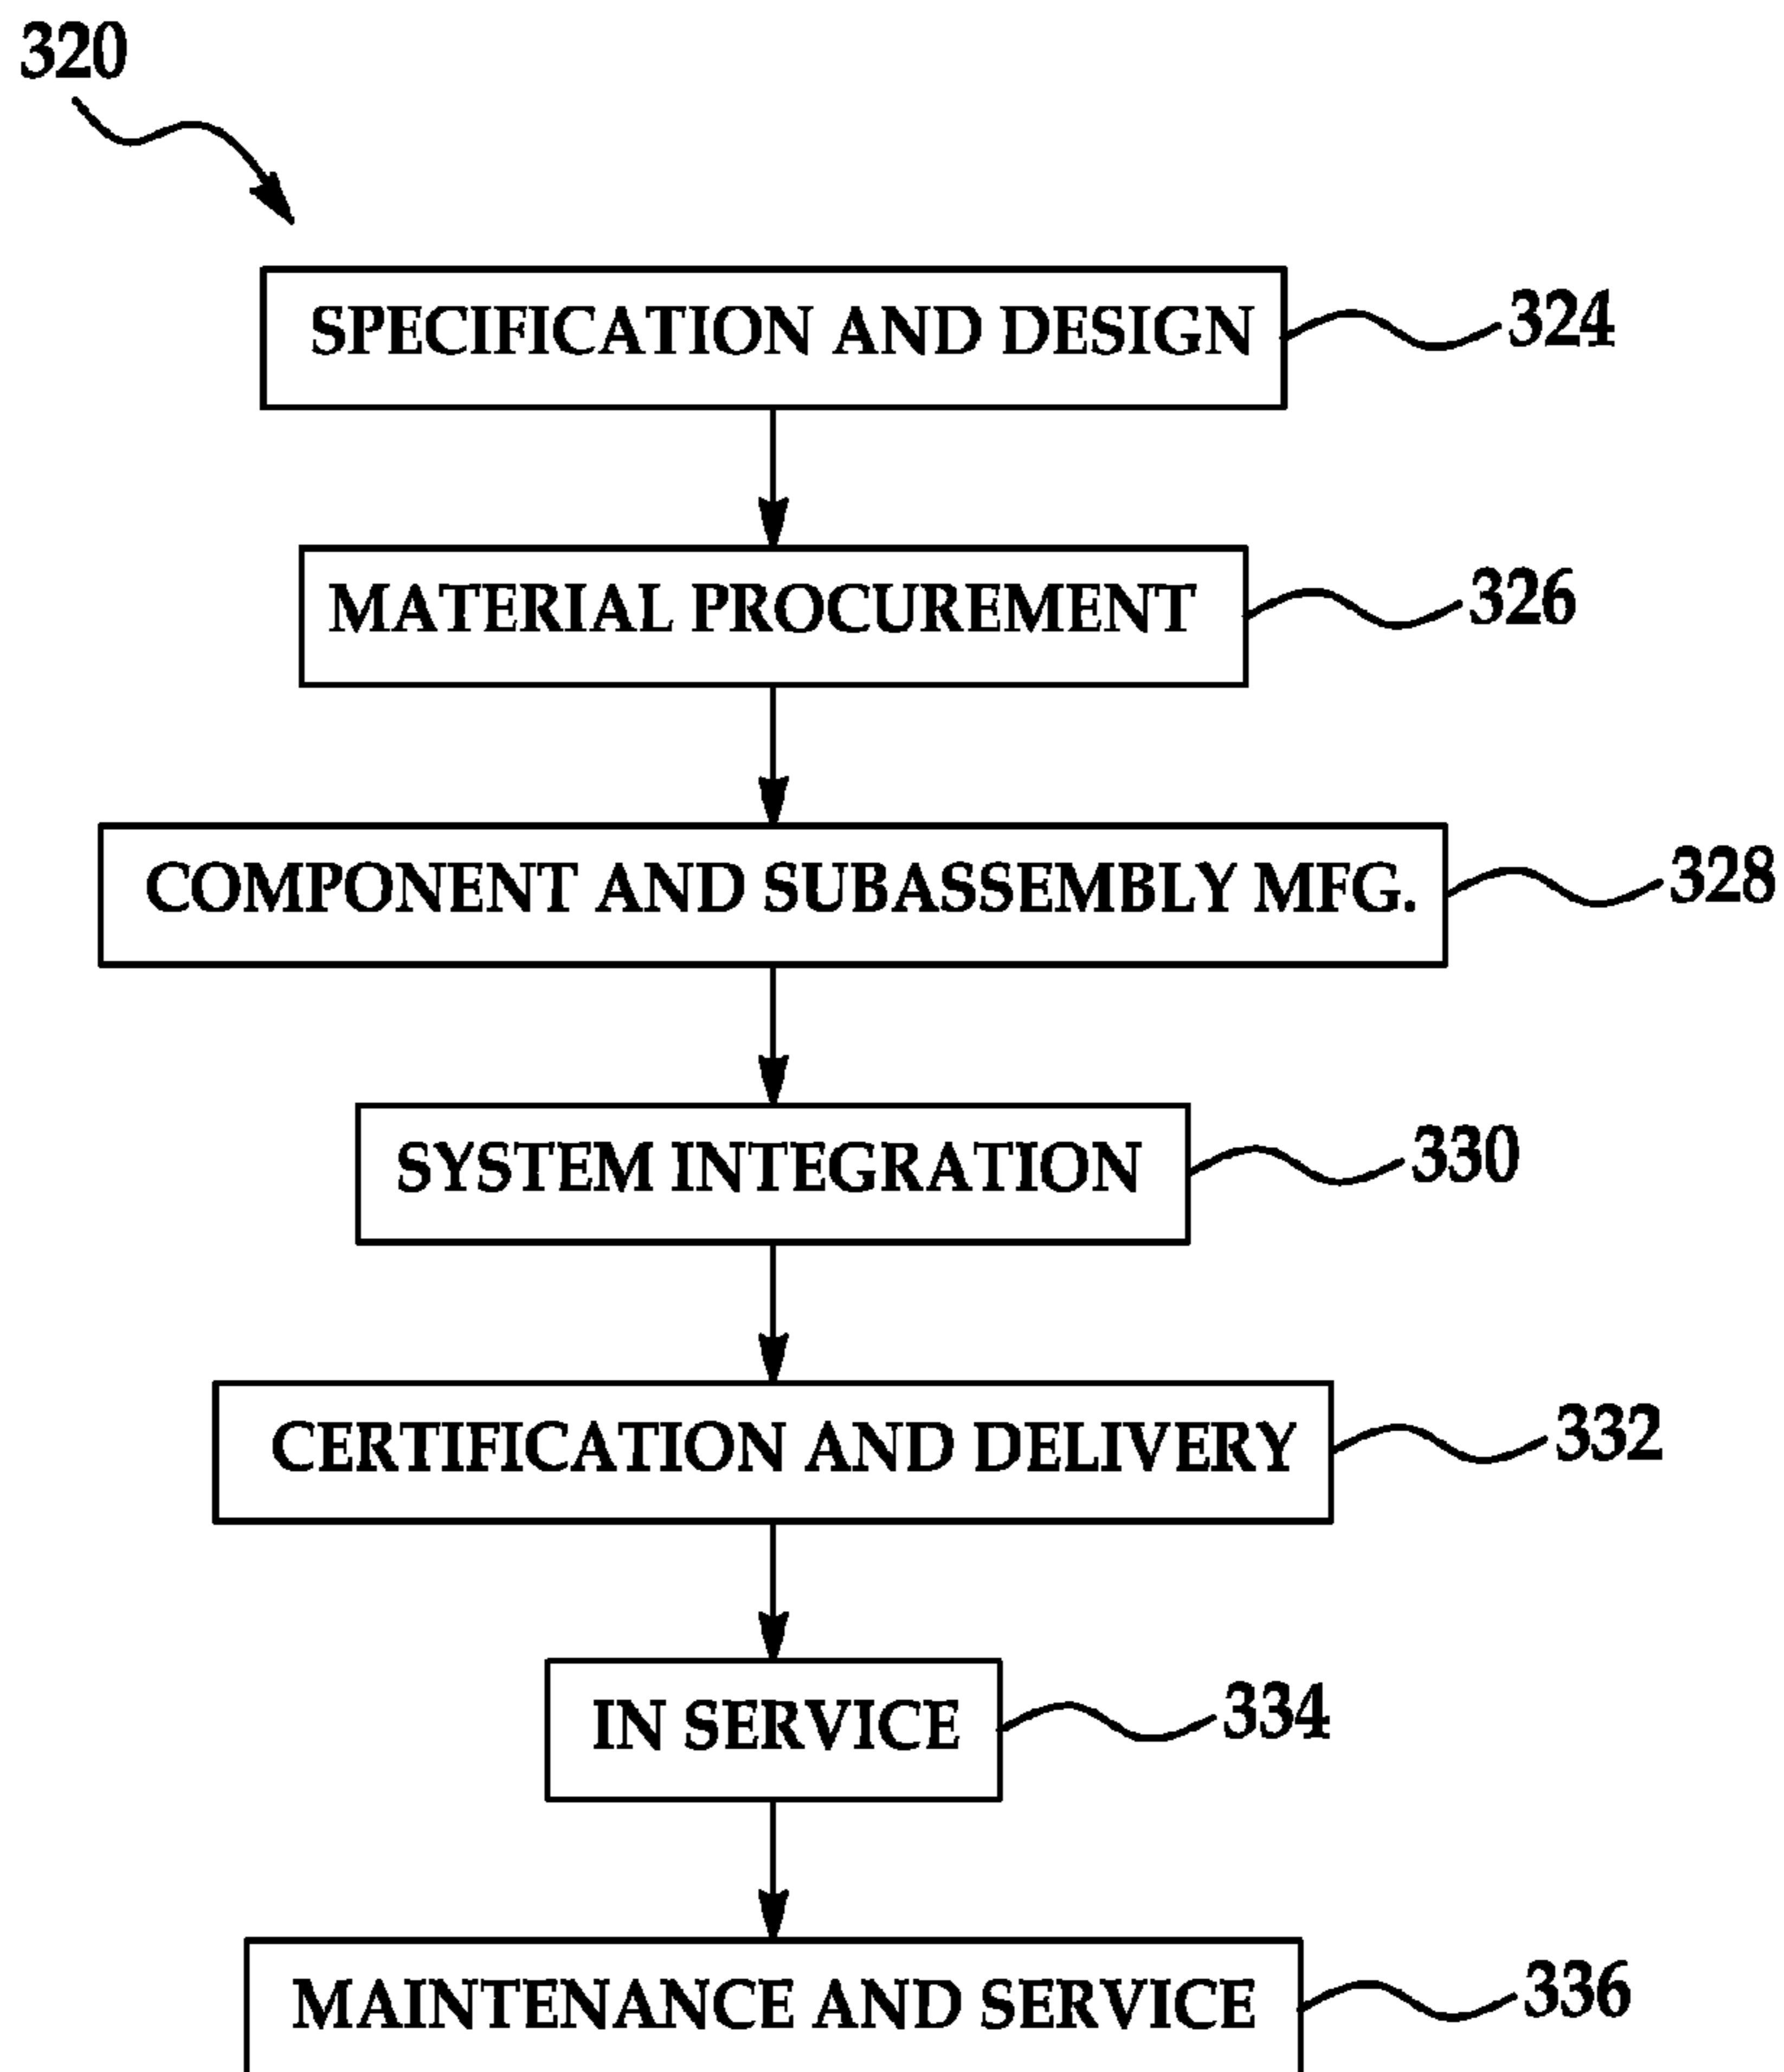 320
SPECIFICATION AND DESIGN
324
MATERIAL PROCUREMENT
326
COMPONENT AND SUBASSEMBLY MFG.
328
SYSTEM INTEGRATION
330
CERTIFICATION AND DELIVERY
332
IN SERVICE
334
MAINTENANCE AND SERVICE
336